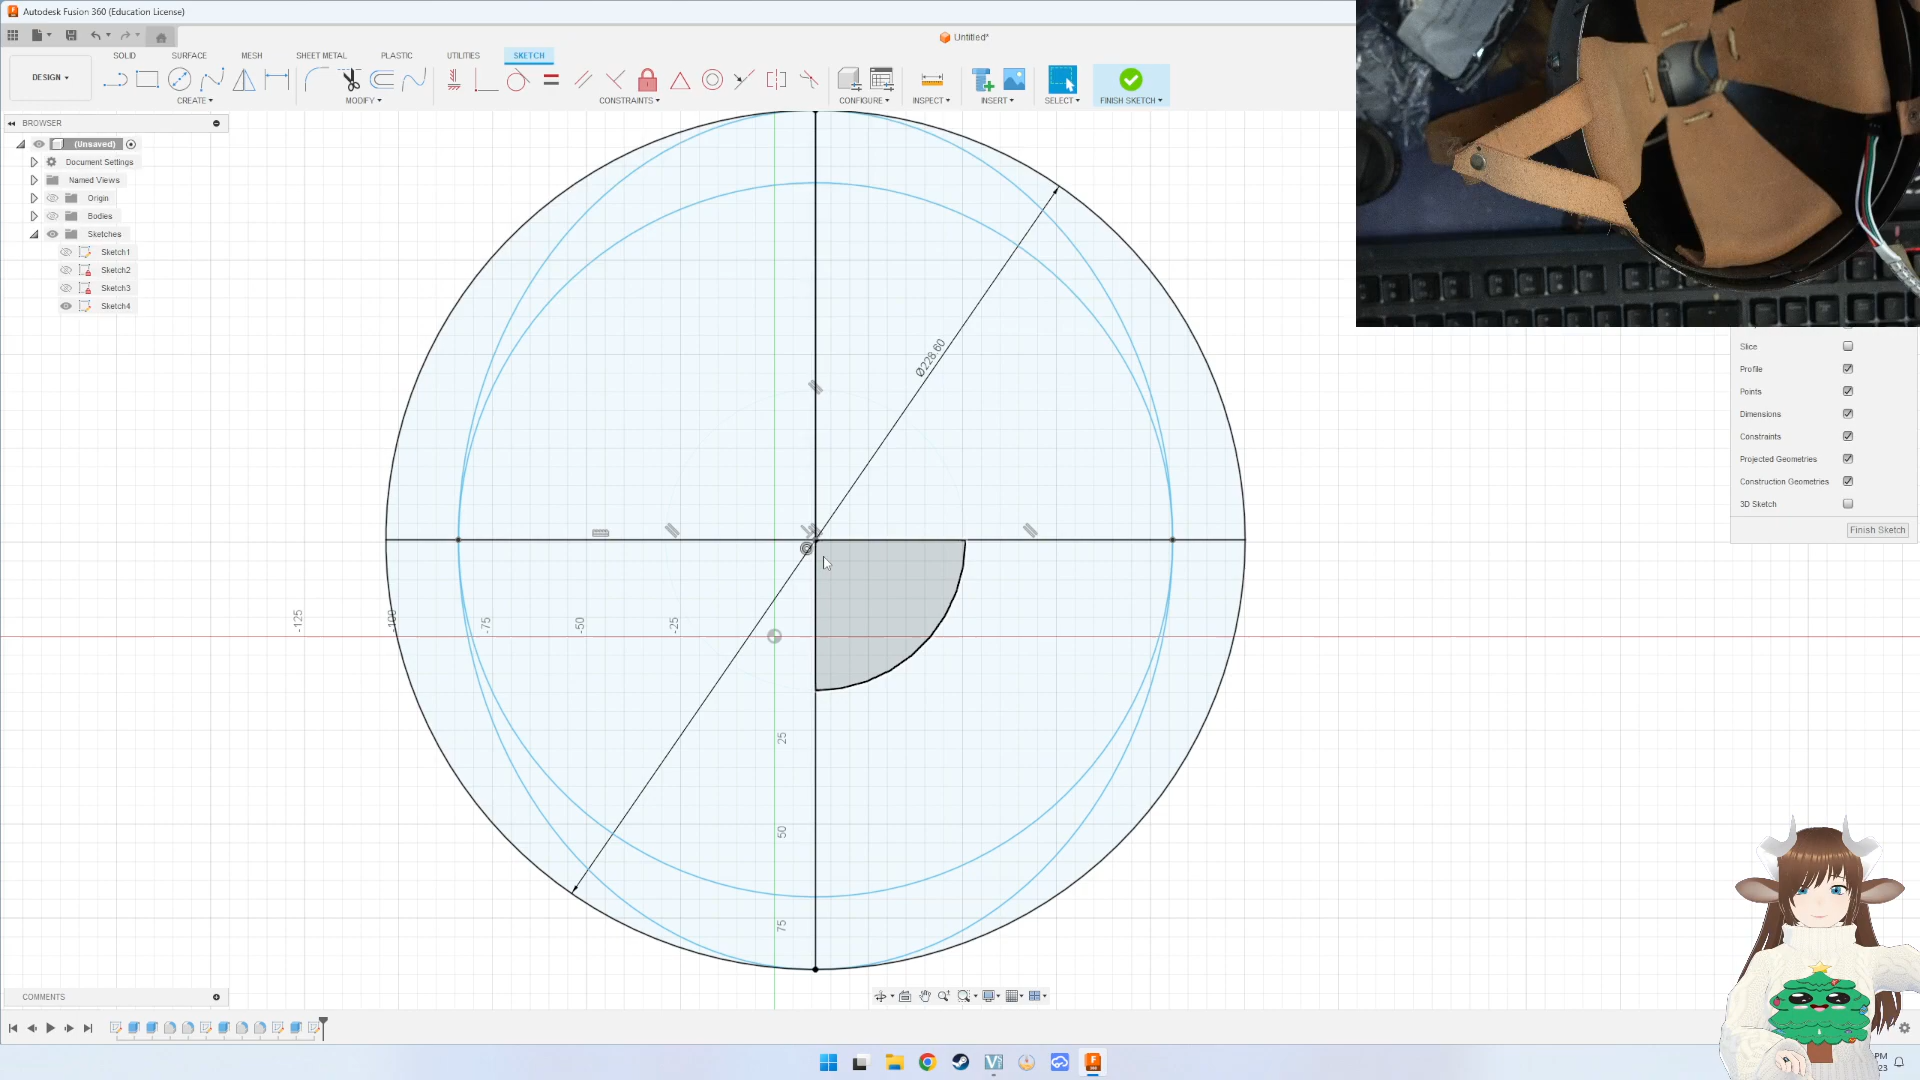 Autodesk Fusion 360 (Education License)
Untitled*
DESIGN
SOLID SURFACE MESH SHEET METAL PLASTIC UTILITIES SKETCH
CREATE MODIFY CONSTRAINTS CONFIGURE INSPECT INSERT SELECT FINISH SKETCH
BROWSER
(Unsaved)
Document Settings
Named Views
Origin
Bodies
Sketches
Sketch1
Sketch2
Sketch3
Sketch4
Ø228.60
-125
-100
-75
-50
-25
25
50
75
Slice
Profile
Points
Dimensions
Constraints
Projected Geometries
Construction Geometries
3D Sketch
Finish Sketch
COMMENTS
PM
23